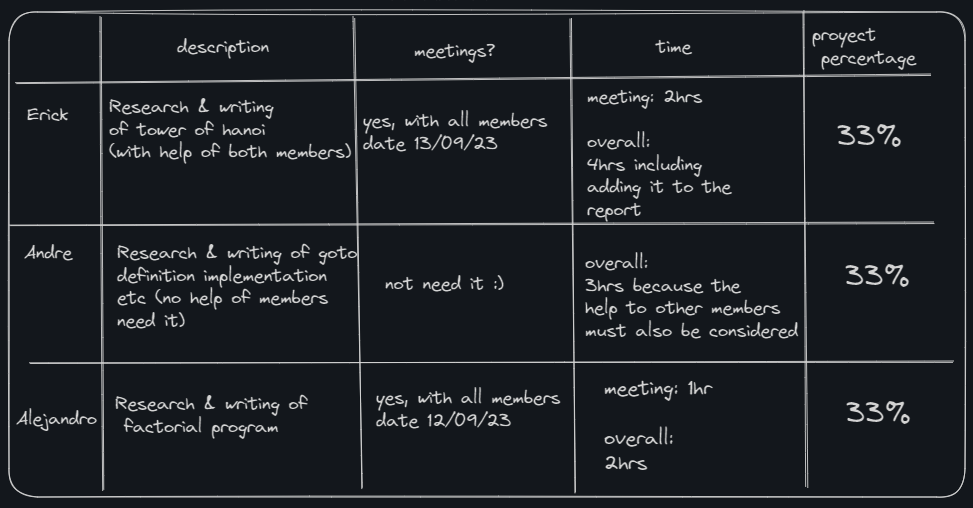 description
meetings?
time
proyect
percentage
Erick
Research & writing
of tower of hanoi
(with help of both members)
yes, with all members
date 13/09/23
meeting: 2hrs
overall:
4hrs including
adding it to the
report
33%
Andre
Research & writing of goto
definition implementation
etc (no help of members
need it)
not need it :)
overall:
3hrs because the
help to other members
must also be considered
33%
Alejandro
Research & writing of
factorial program
yes, with all members
date 12/09/23
meeting: 1hr
overall:
2hrs
33%